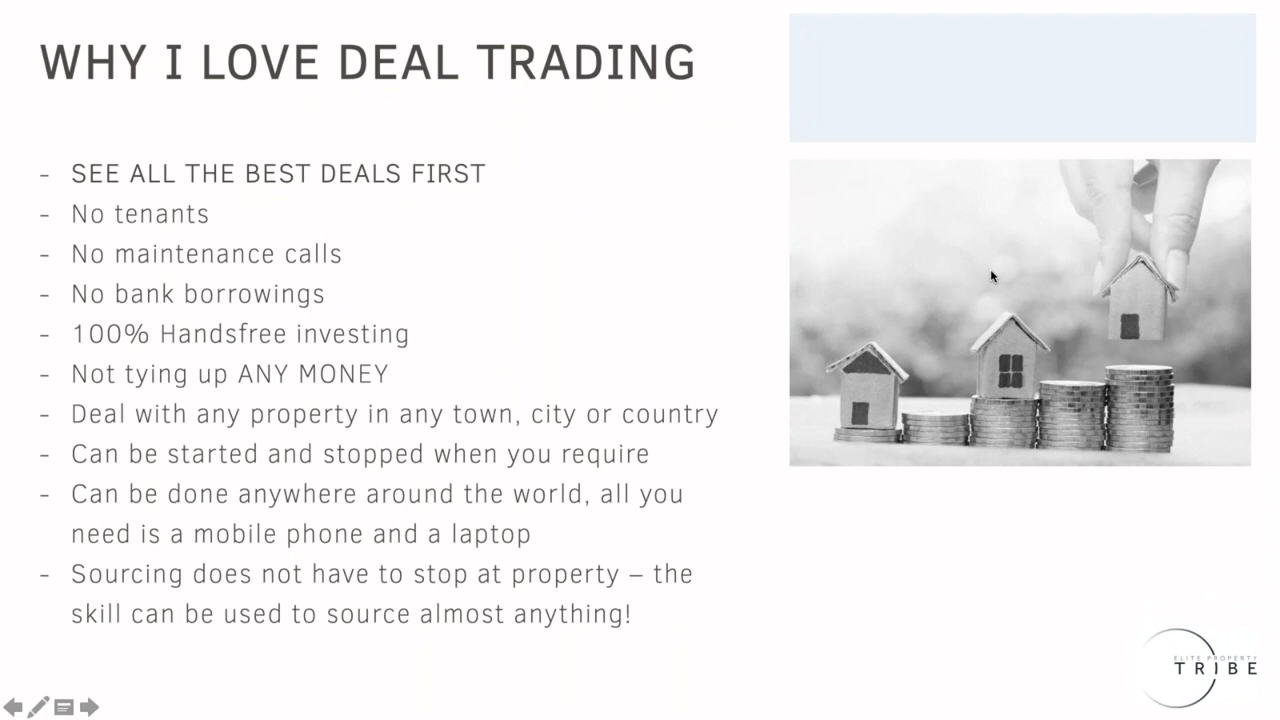 WHY I LOVE DEAL TRADING
- SEE ALL THE BEST DEALS FIRST
- No tenants
- No maintenance calls
- No bank borrowings
- 100% Handsfree investing
- Not tying up ANY MONEY
- Deal with any property in any town, city or country
- Can be started and stopped when you require
- Can be done anywhere around the world, all you
need is a mobile phone and a laptop
- Sourcing does not have to stop at property – the
skill can be used to source almost anything!
ELITE PROPERTY
TRIBE